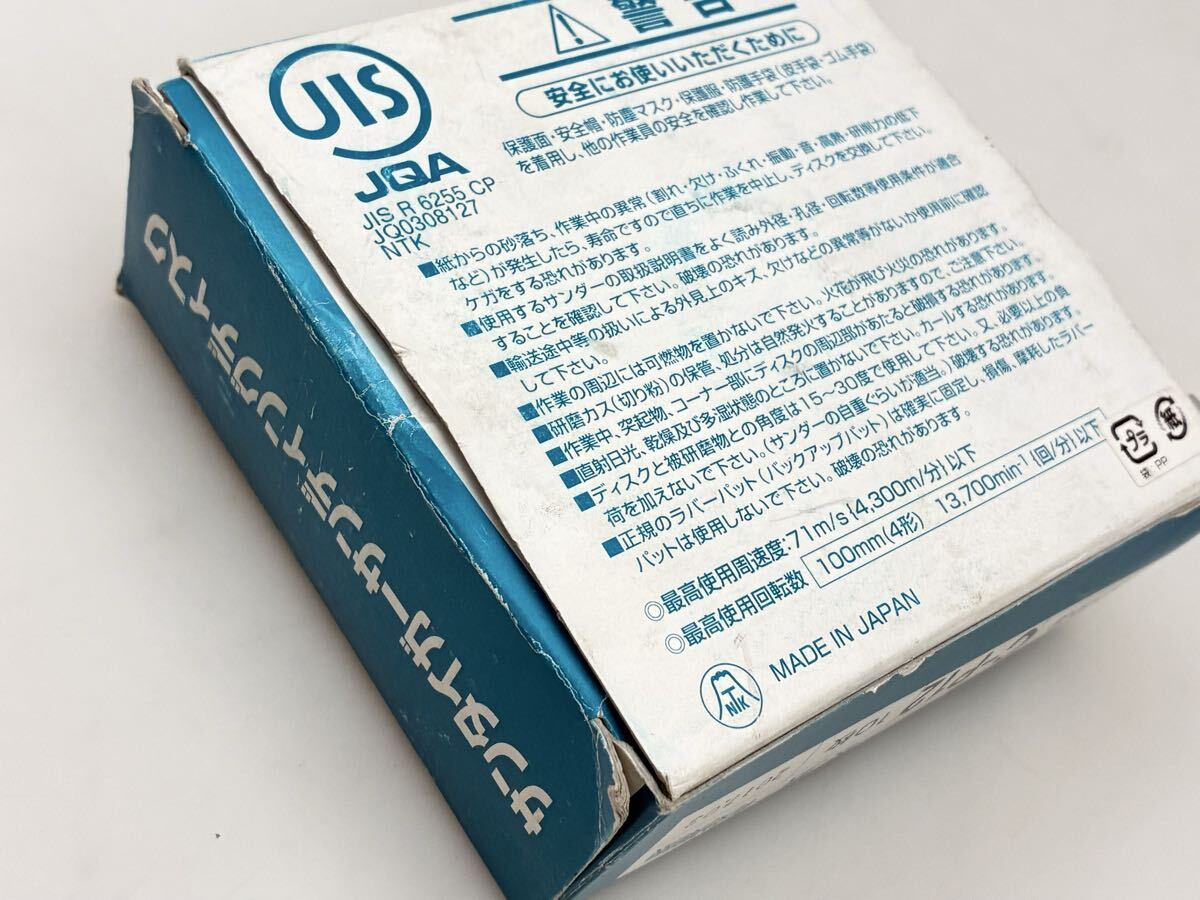 警告
安全にお使いいただくために
保護面・安全帽・防塵マスク・保護服・防護手袋(皮手袋・ゴム手袋)
を着用し、他の作業員の安全を確認し作業して下さい。
JIS
JQA
JIS R 6255 CP
JQ0308127
NTK
■紙からの砂落ち、作業中の異常(割れ・欠け・ふくれ・振動・音・高熱・研削力の低下
など)が発生したら、寿命ですので直ちに作業を中止し、ディスクを交換して下さい。
ケガをする恐れがあります。
■使用するサンダーの取扱説明書をよく読み外径・孔径・回転数等使用条件が適合
することを確認して下さい。破壊の恐れがあります。
■輸送途中等の扱いによる外見上のキズ、欠けなどの異常等がないか使用前に確認
して下さい。
■作業の周辺には可燃物を置かないで下さい。火花が飛び火災の恐れがあります。
■研磨カス(切り粉)の保管、処分は自然発火することがありますので、ご注意下さい。
■作業中、突起物、コーナー部にディスクの周辺部があたると破損する恐れがあります。
■直射日光、乾燥及び多湿状態のところに置かないで下さい。カールする恐れがあります。
■ディスクと被研磨物との角度は15〜30度で使用して下さい。又、必要以上の負
荷を加えないで下さい。(サンダーの自重ぐらいが適当。)破壊する恐れがあります。
■正規のラバーパット(バックアップパット)は確実に固定し、損傷、摩耗したラバー
パットは使用しないで下さい。破壊の恐れがあります。
◎最高使用周速度:71m/s{4,300m/分}以下
◎最高使用回転数 100mm(4形) 13,700min⁻¹(回/分)以下
プラ
袋:PP
紙
NTK
MADE IN JAPAN
サンタイガーサンディングディスク